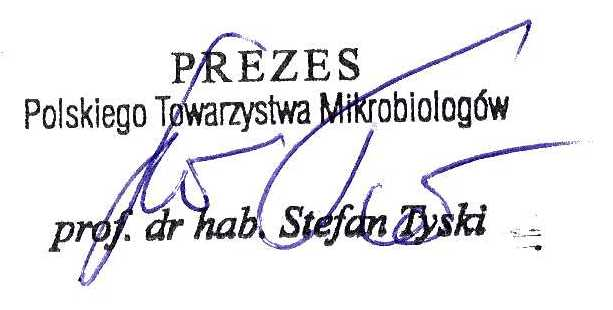 PREZES
Polskiego Towarzystwa Mikrobiologów
prof. dr hab. Stefan Tyski